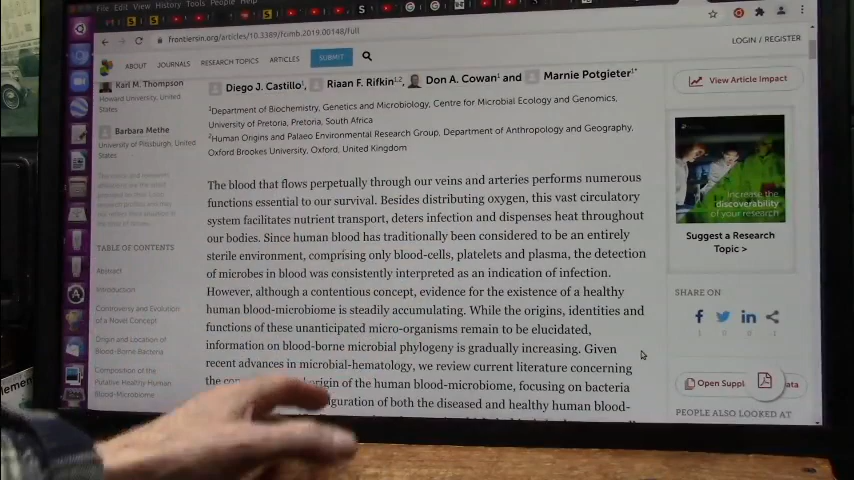 Edit View History Tools People Help
frontiersin.org/articles/10.3389/fcimb.2019.00148/full
LOGIN / REGISTER
ABOUT JOURNALS RESEARCH TOPICS ARTICLES SUBMIT
Karl M. Thompson
Howard University, United
States
Barbara Methe
University of Pittsburgh, United
States
TABLE OF CONTENTS
Abstract
Introduction
Controversy and Evolution
of a Novel Concept
Origin and Location of
Blood-Borne Bacteria
Composition of the
Putative Healthy Human
Blood-Microbiome
Diego J. Castillo1, Riaan F. Rifkin1,2, Don A. Cowan1 and Marnie Potgieter1*
1Department of Biochemistry, Genetics and Microbiology, Centre for Microbial Ecology and Genomics,
University of Pretoria, Pretoria, South Africa
2Human Origins and Palaeo Environmental Research Group, Department of Anthropology and Geography,
Oxford Brookes University, Oxford, United Kingdom
The blood that flows perpetually through our veins and arteries performs numerous
functions essential to our survival. Besides distributing oxygen, this vast circulatory
system facilitates nutrient transport, deters infection and dispenses heat throughout
our bodies. Since human blood has traditionally been considered to be an entirely
sterile environment, comprising only blood-cells, platelets and plasma, the detection
of microbes in blood was consistently interpreted as an indication of infection.
However, although a contentious concept, evidence for the existence of a healthy
human blood-microbiome is steadily accumulating. While the origins, identities and
functions of these unanticipated micro-organisms remain to be elucidated,
information on blood-borne microbial phylogeny is gradually increasing. Given
recent advances in microbial-hematology, we review current literature concerning
the origin of the human blood-microbiome, focusing on bacteria
of both the diseased and healthy human blood-
View Article Impact
increase the
discoverability
of your research
Suggest a Research
Topic >
SHARE ON
Open Suppl
PEOPLE ALSO LOOKED AT